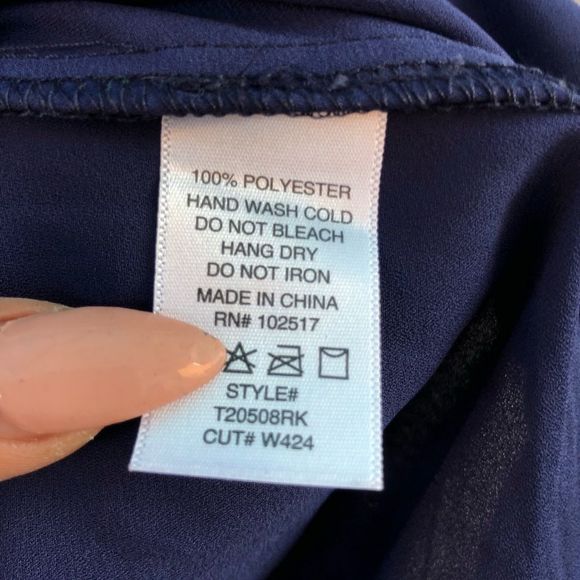 100% POLYESTER
HAND WASH COLD
DO NOT BLEACH
HANG DRY
DO NOT IRON
MADE IN CHINA
RN# 102517
STYLE#
T20508RK
CUT# W424